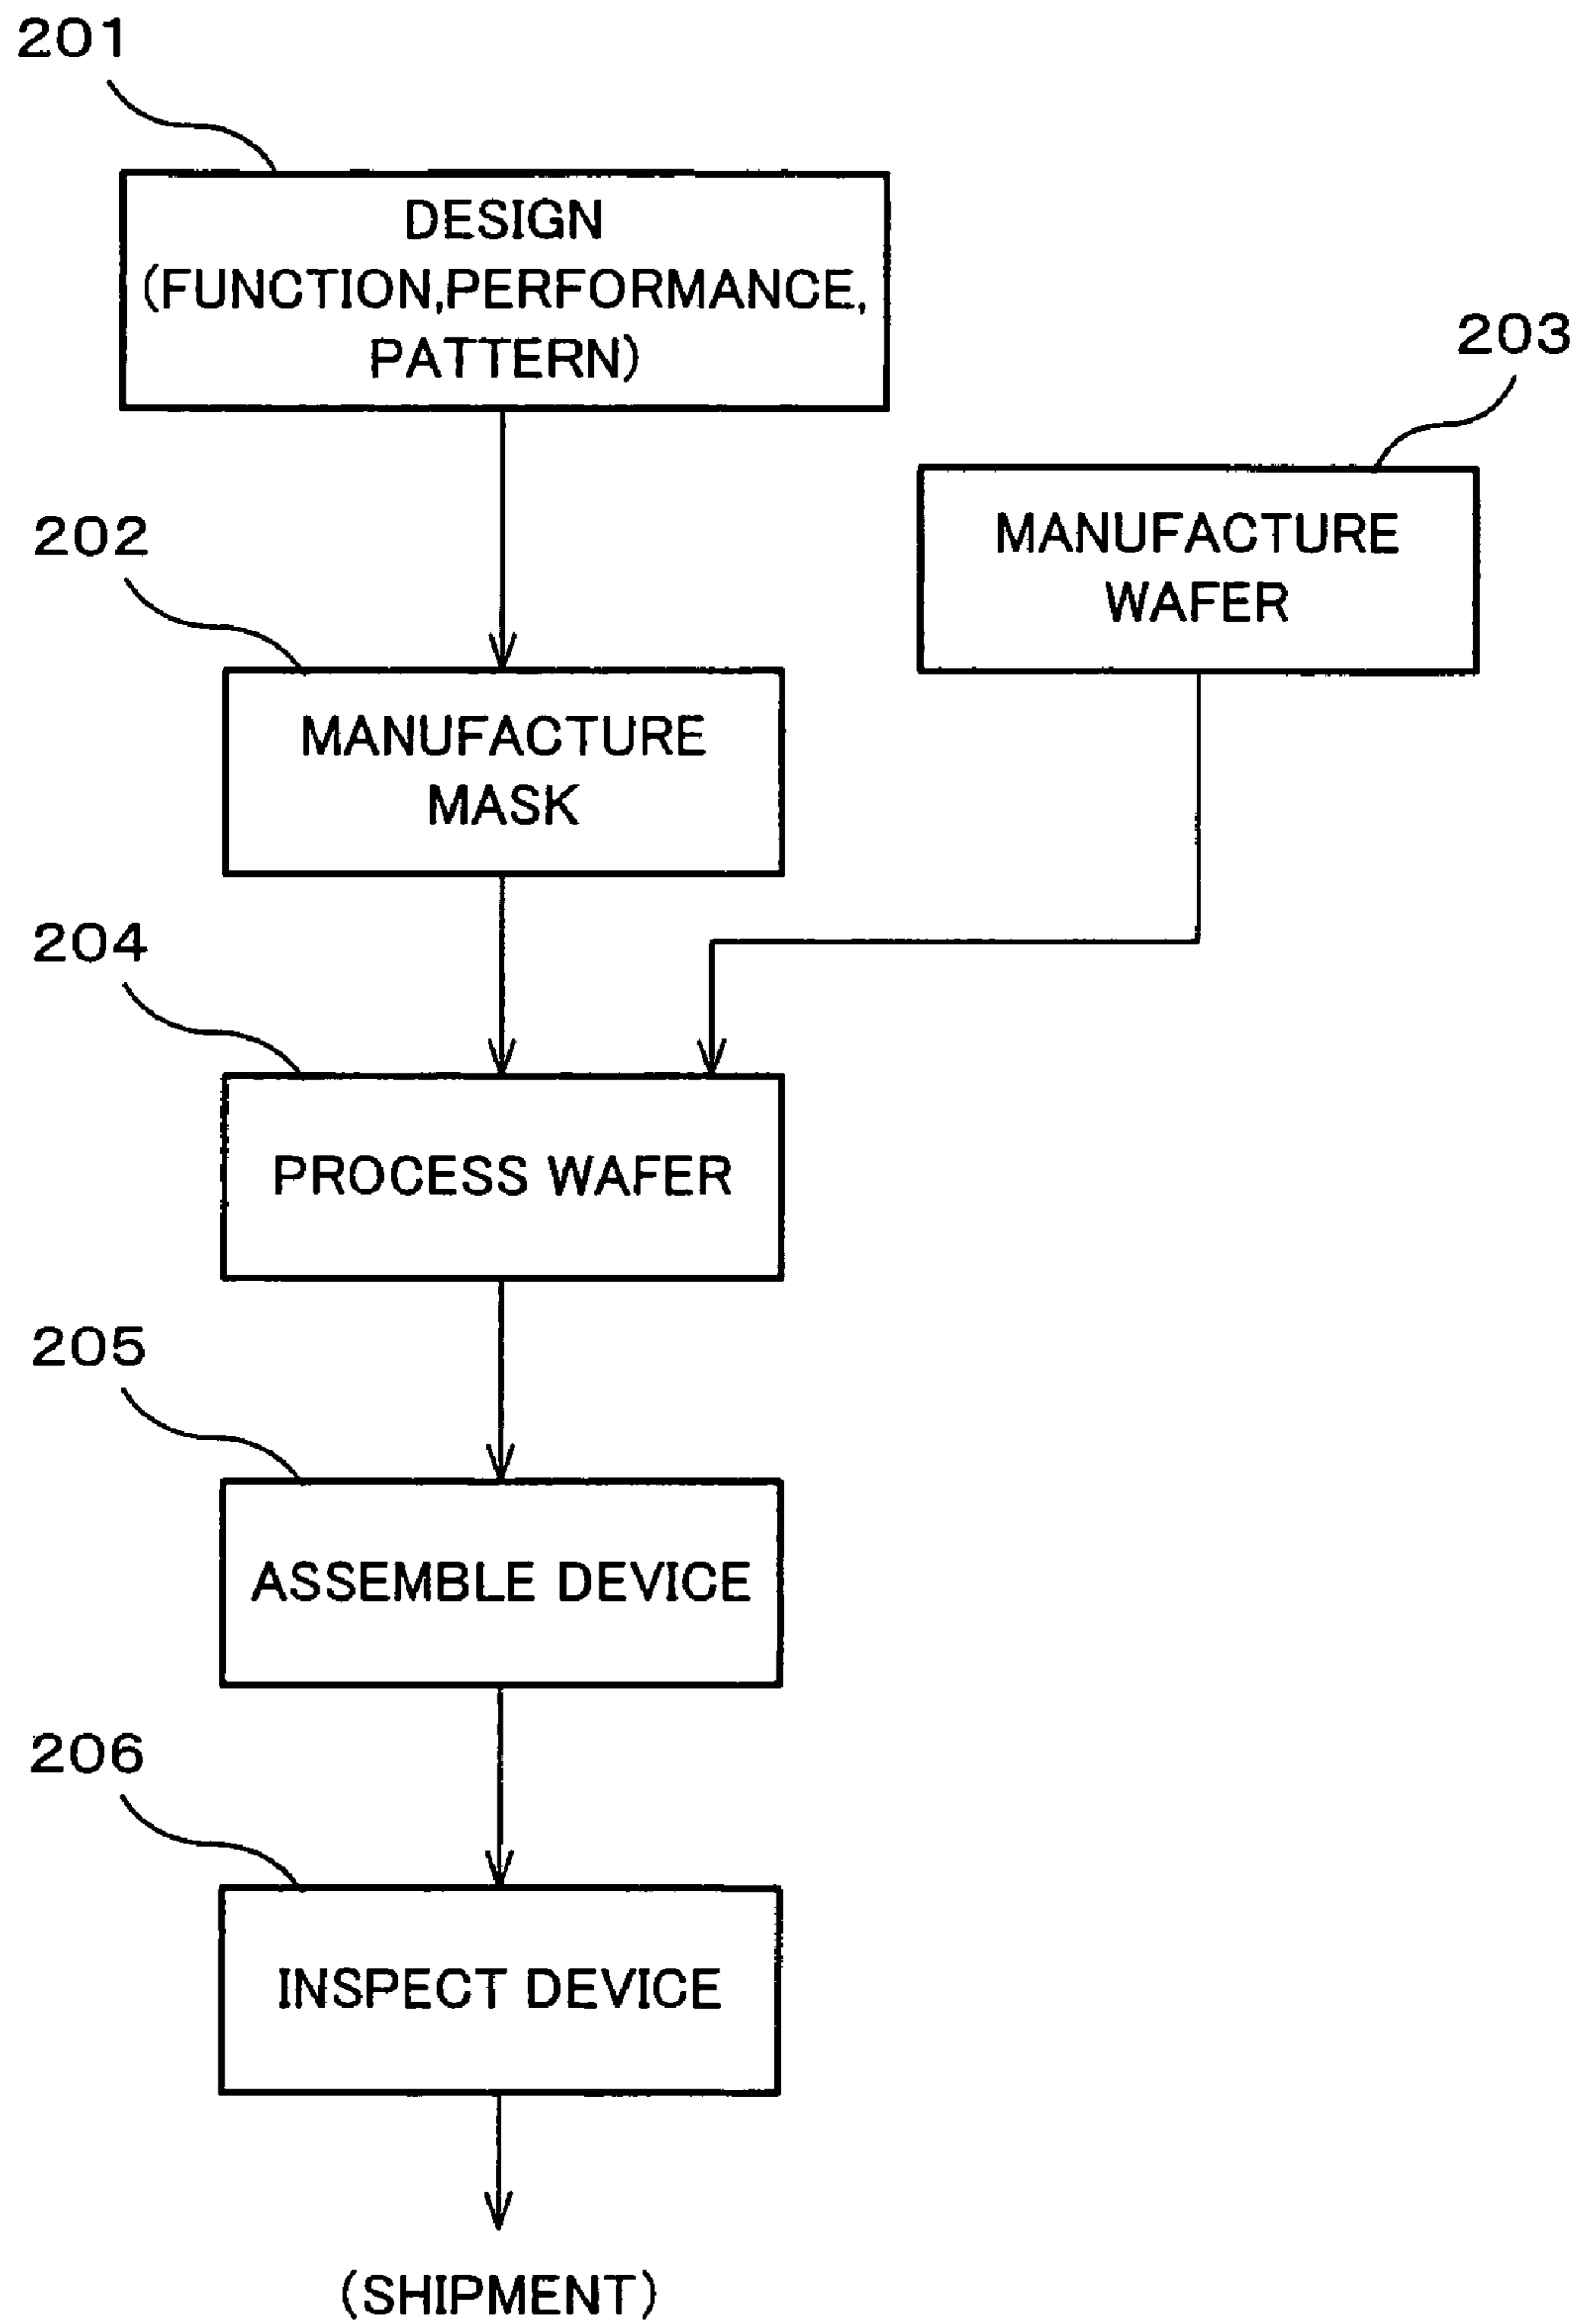 201
DESIGN
(FUNCTION,PERFORMANCE,
PATTERN)
203
MANUFACTURE
WAFER
202
MANUFACTURE
MASK
204
PROCESS WAFER
205
ASSEMBLE DEVICE
206
INSPECT DEVICE
(SHIPMENT)